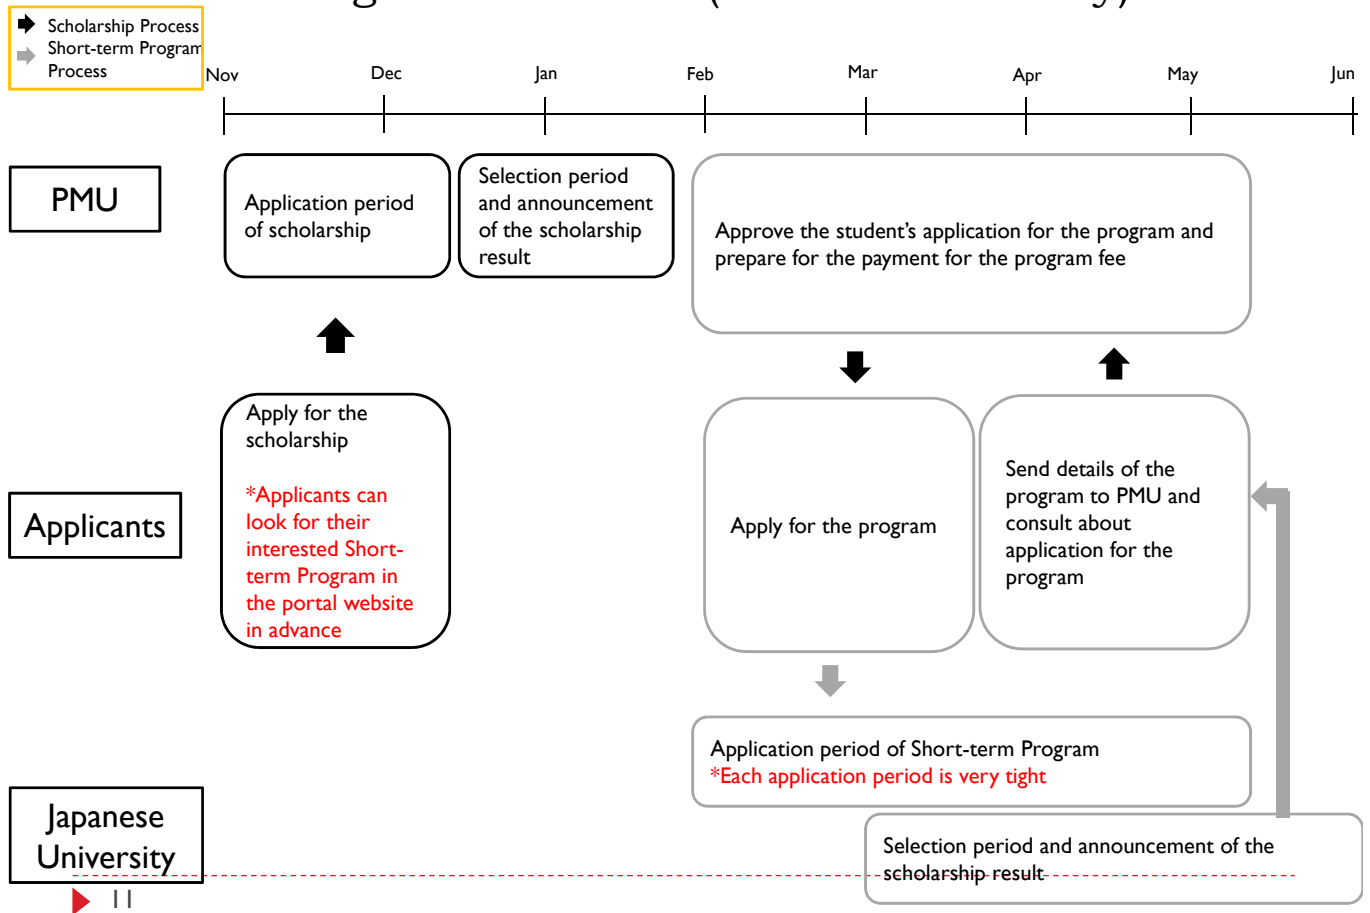 Scholarship Process
Short-term Program
Process
Nov
Dec
Jan
Feb
Mar
Apr
May
Jun
PMU
Application period
of scholarship
Selection period
and announcement
of the scholarship
result
Approve the student's application for the program and
prepare for the payment for the program fee
Applicants
Apply for the
scholarship
*Applicants can
look for their
interested Short-
term Program in
the portal website
in advance
Apply for the program
Send details of the
program to PMU and
consult about
application for the
program
Application period of Short-term Program
*Each application period is very tight
Japanese
University
Selection period and announcement of the
scholarship result